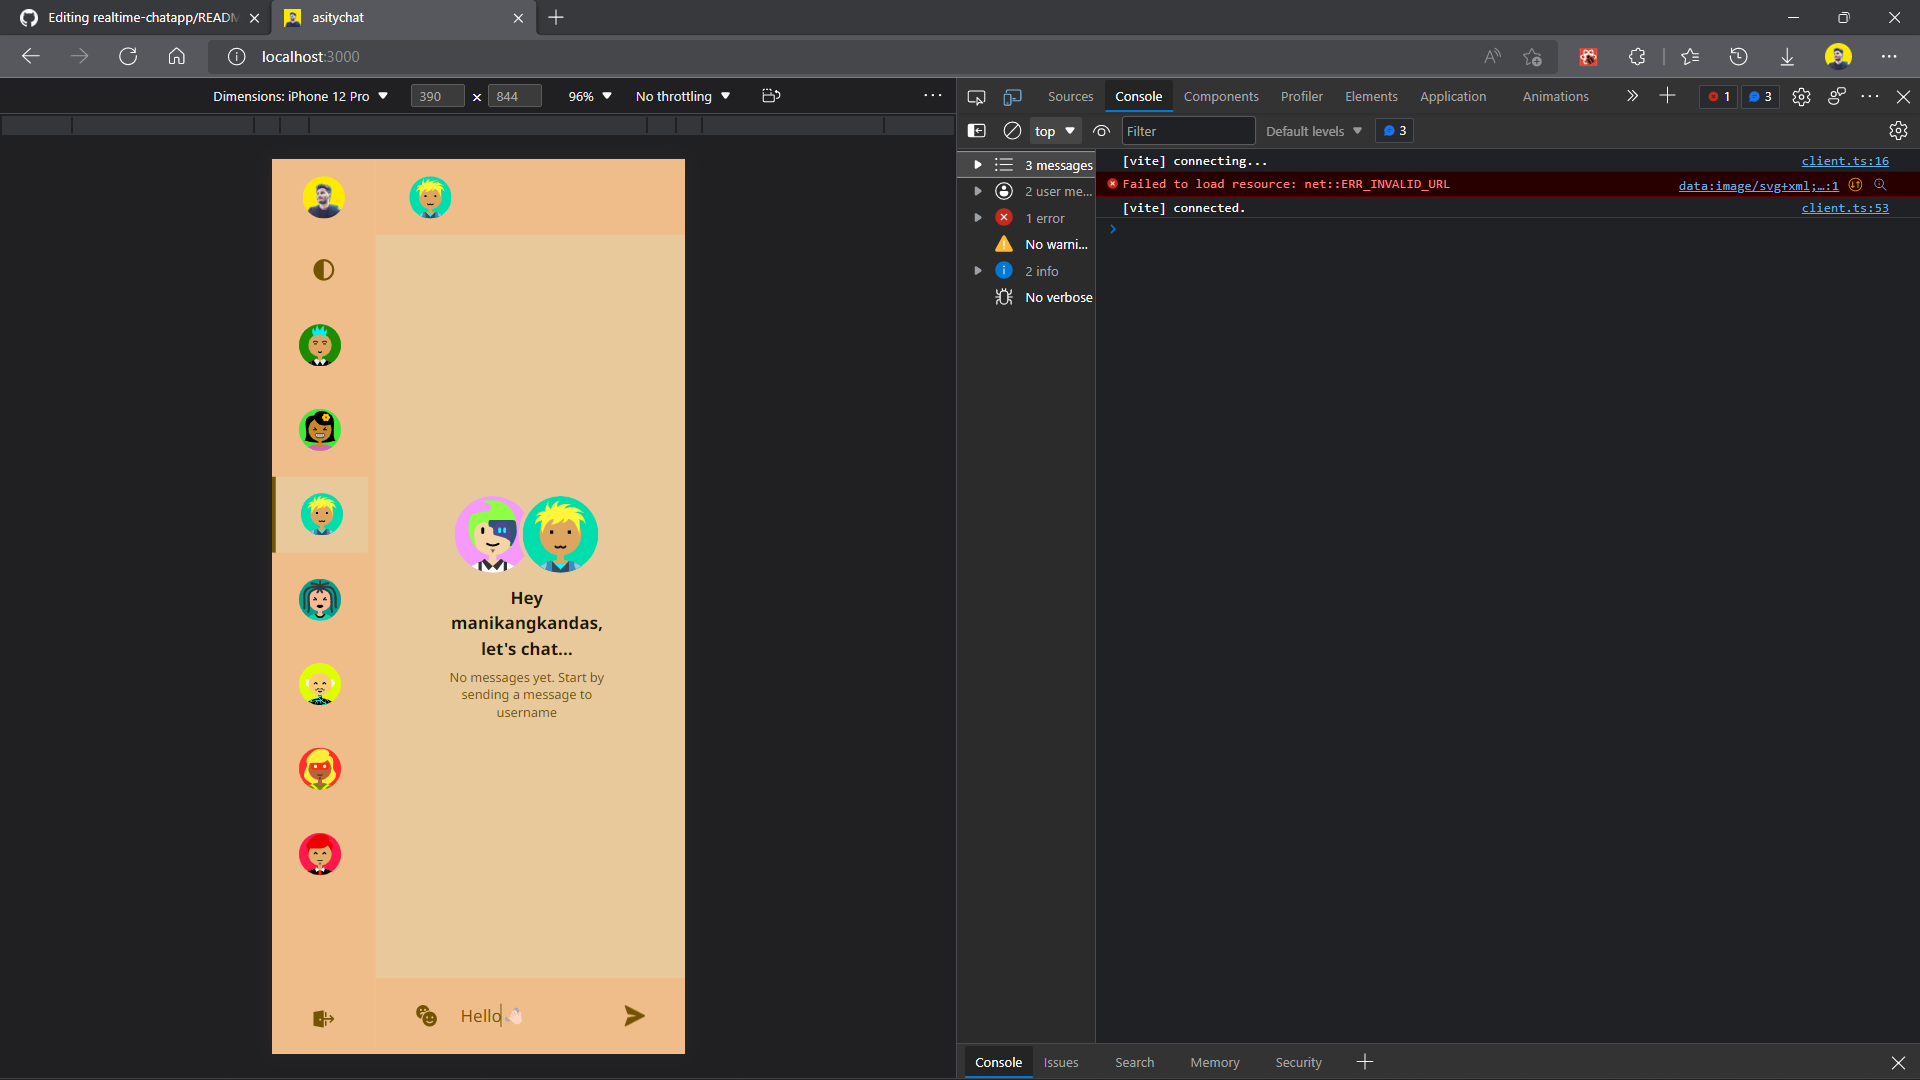 Editing realtime-chatapp/READM
asitychat
localhost:3000
Dimensions: iPhone 12 Pro
390
x
844
96%
No throttling
Sources
Console
Components
Profiler
Elements
Application
Animations
1
3
top
Filter
Default levels
3
3 messages
2 user me...
1 error
No warni...
2 info
No verbose
[vite] connecting...
client.ts:16
Failed to load resource: net::ERR_INVALID_URL
data:image/svg+xml;…:1
[vite] connected.
client.ts:53
Hey
manikangkandas,
let's chat...
No messages yet. Start by
sending a message to
username
Hello👋🏻
Console
Issues
Search
Memory
Security